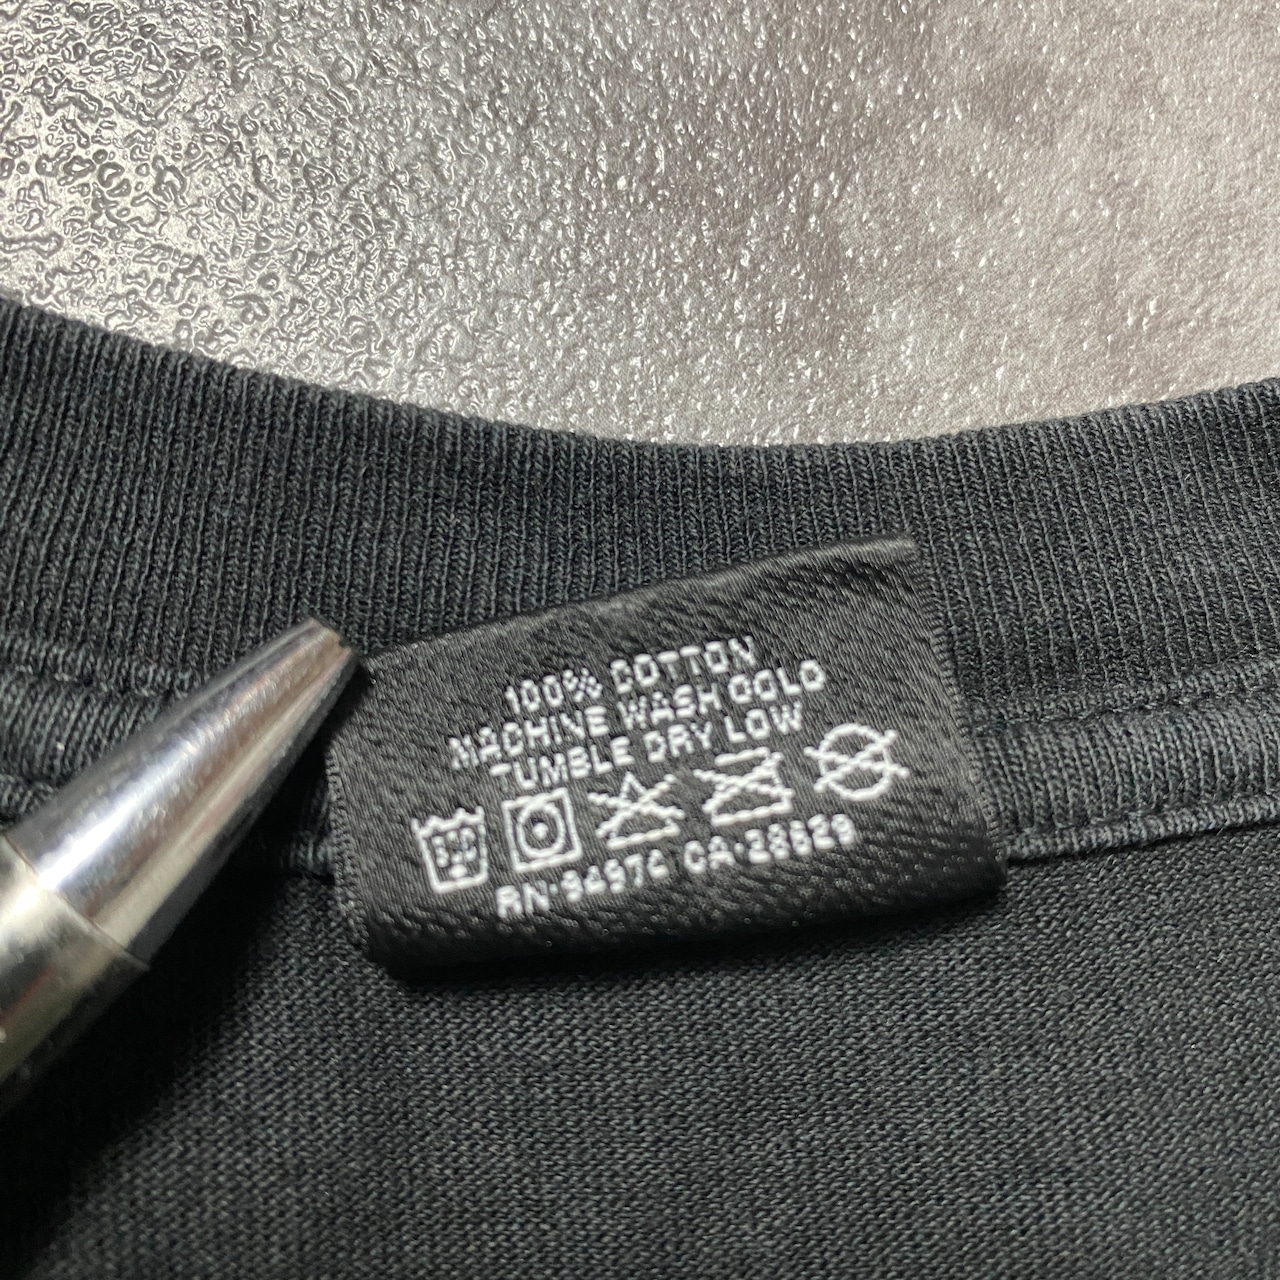 100% COTTON
MACHINE WASH COLD
TUMBLE DRY LOW
RN·94974 CA·28629